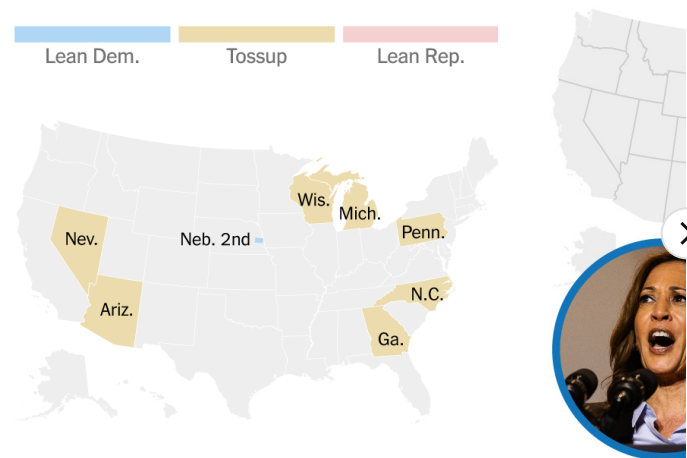 Lean Dem.
Tossup
Lean Rep.
Wis.
Mich.
Nev.
Neb. 2nd
Penn.
Ariz.
N.C.
Ga.